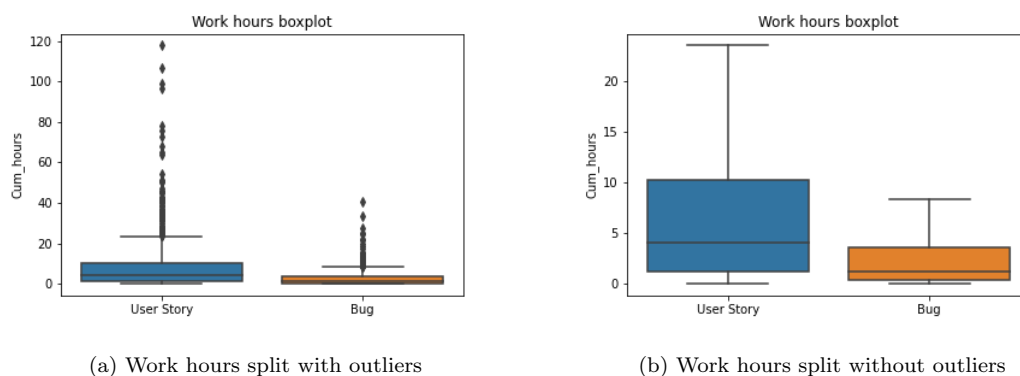 Work hours boxplot
120
100
80
60
40
20
0
Cum_hours
User Story
Bug
(a) Work hours split with outliers
Work hours boxplot
20
15
10
5
0
Cum_hours
User Story
Bug
(b) Work hours split without outliers